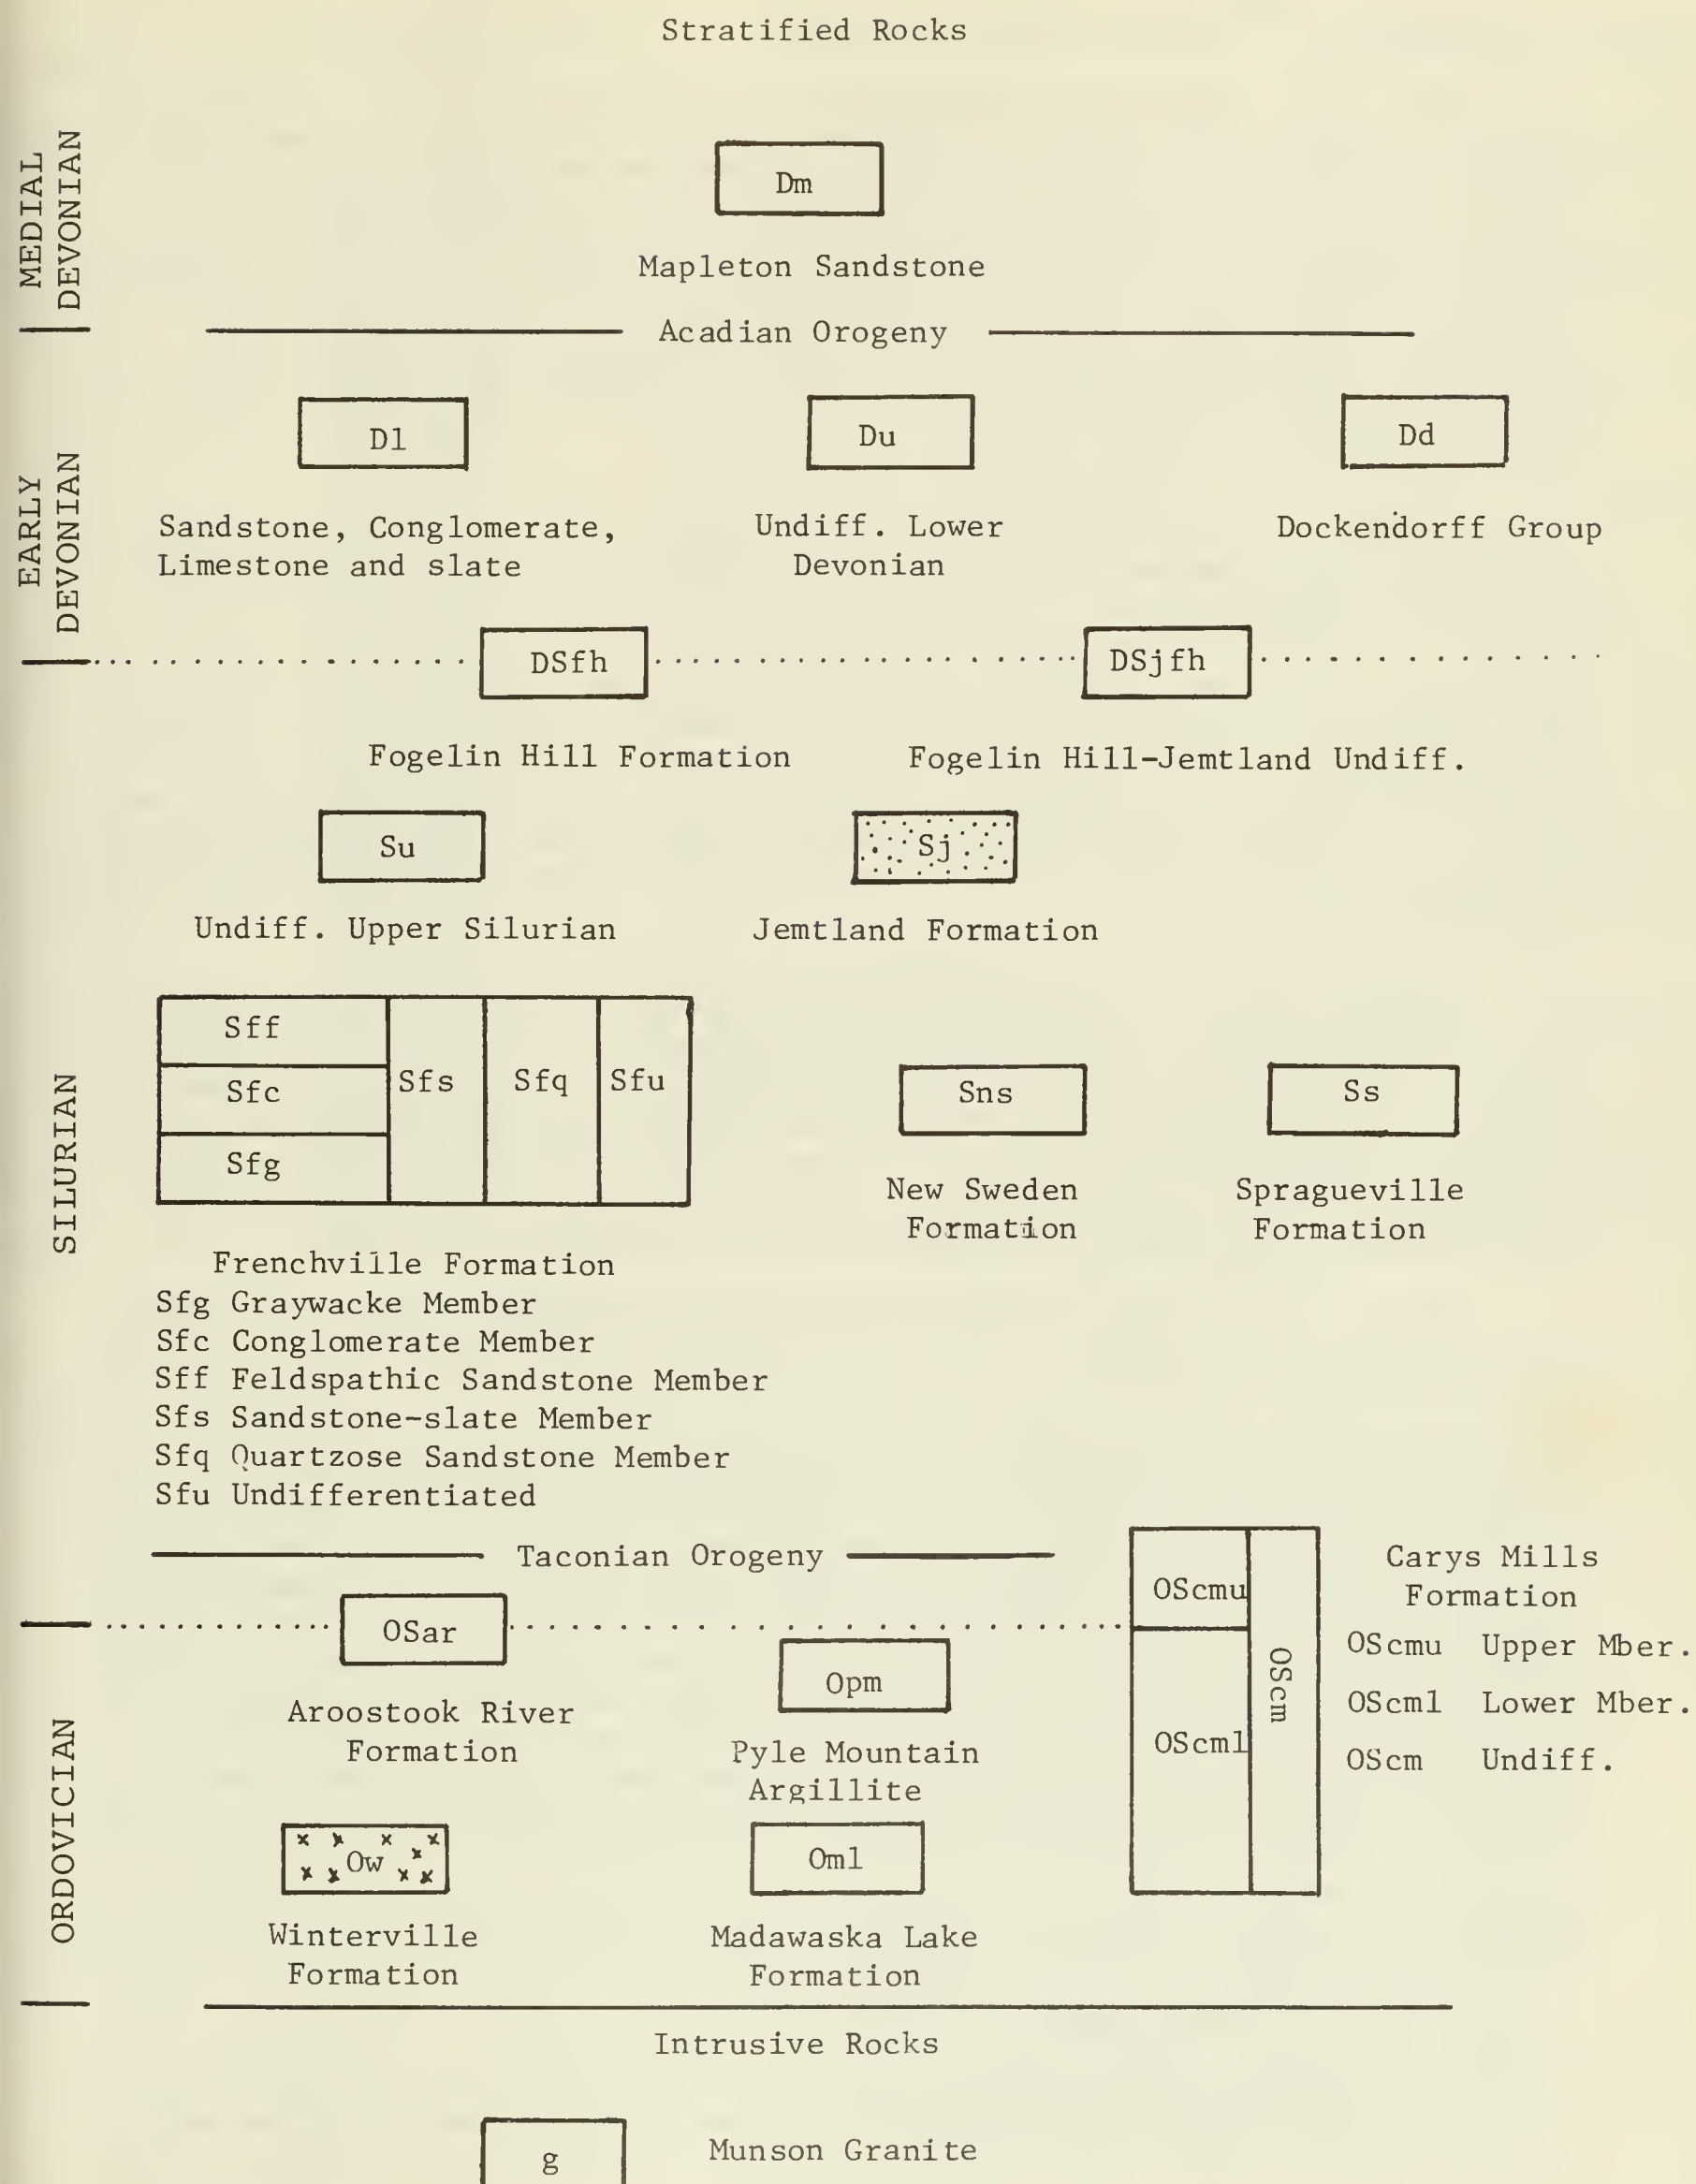 Stratified Rocks
MEDIAL
DEVONIAN
Dm
Mapleton Sandstone
Acadian Orogeny
EARLY
DEVONIAN
Dl
Du
Dd
Sandstone, Conglomerate,
Limestone and slate
Undiff. Lower
Devonian
Dockendorff Group
DSfh
DSjfh
Fogelin Hill Formation
Fogelin Hill-Jemtland Undiff.
SILURIAN
Su
Sj
Undiff. Upper Silurian
Jemtland Formation
Sff
Sfc
Sfg
Sfs
Sfq
Sfu
Sns
Ss
New Sweden
Formation
Spragueville
Formation
Frenchville Formation
Sfg Graywacke Member
Sfc Conglomerate Member
Sff Feldspathic Sandstone Member
Sfs Sandstone-slate Member
Sfq Quartzose Sandstone Member
Sfu Undifferentiated
Taconian Orogeny
OScmu
OScml
OScm
Carys Mills
Formation
OScmu Upper Mber.
OScml Lower Mber.
OScm Undiff.
ORDOVICIAN
OSar
Aroostook River
Formation
Opm
Pyle Mountain
Argillite
Ow
Winterville
Formation
Oml
Madawaska Lake
Formation
Intrusive Rocks
g
Munson Granite